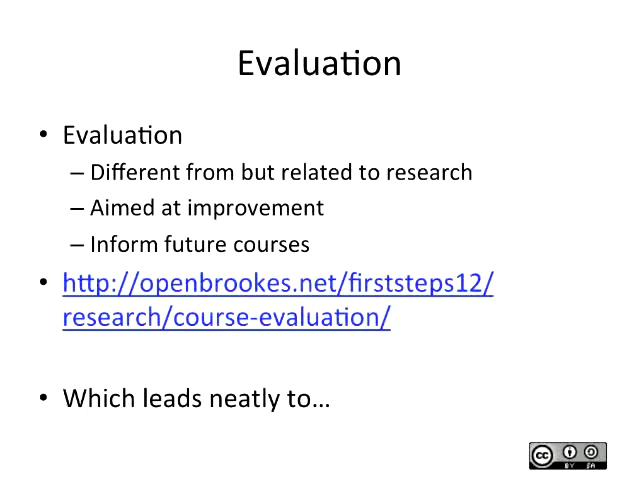 Evaluation
• Evaluation
– Different from but related to research
– Aimed at improvement
– Inform future courses
• http://openbrookes.net/firststeps12/
research/course-evaluation/
• Which leads neatly to…
cc BY SA